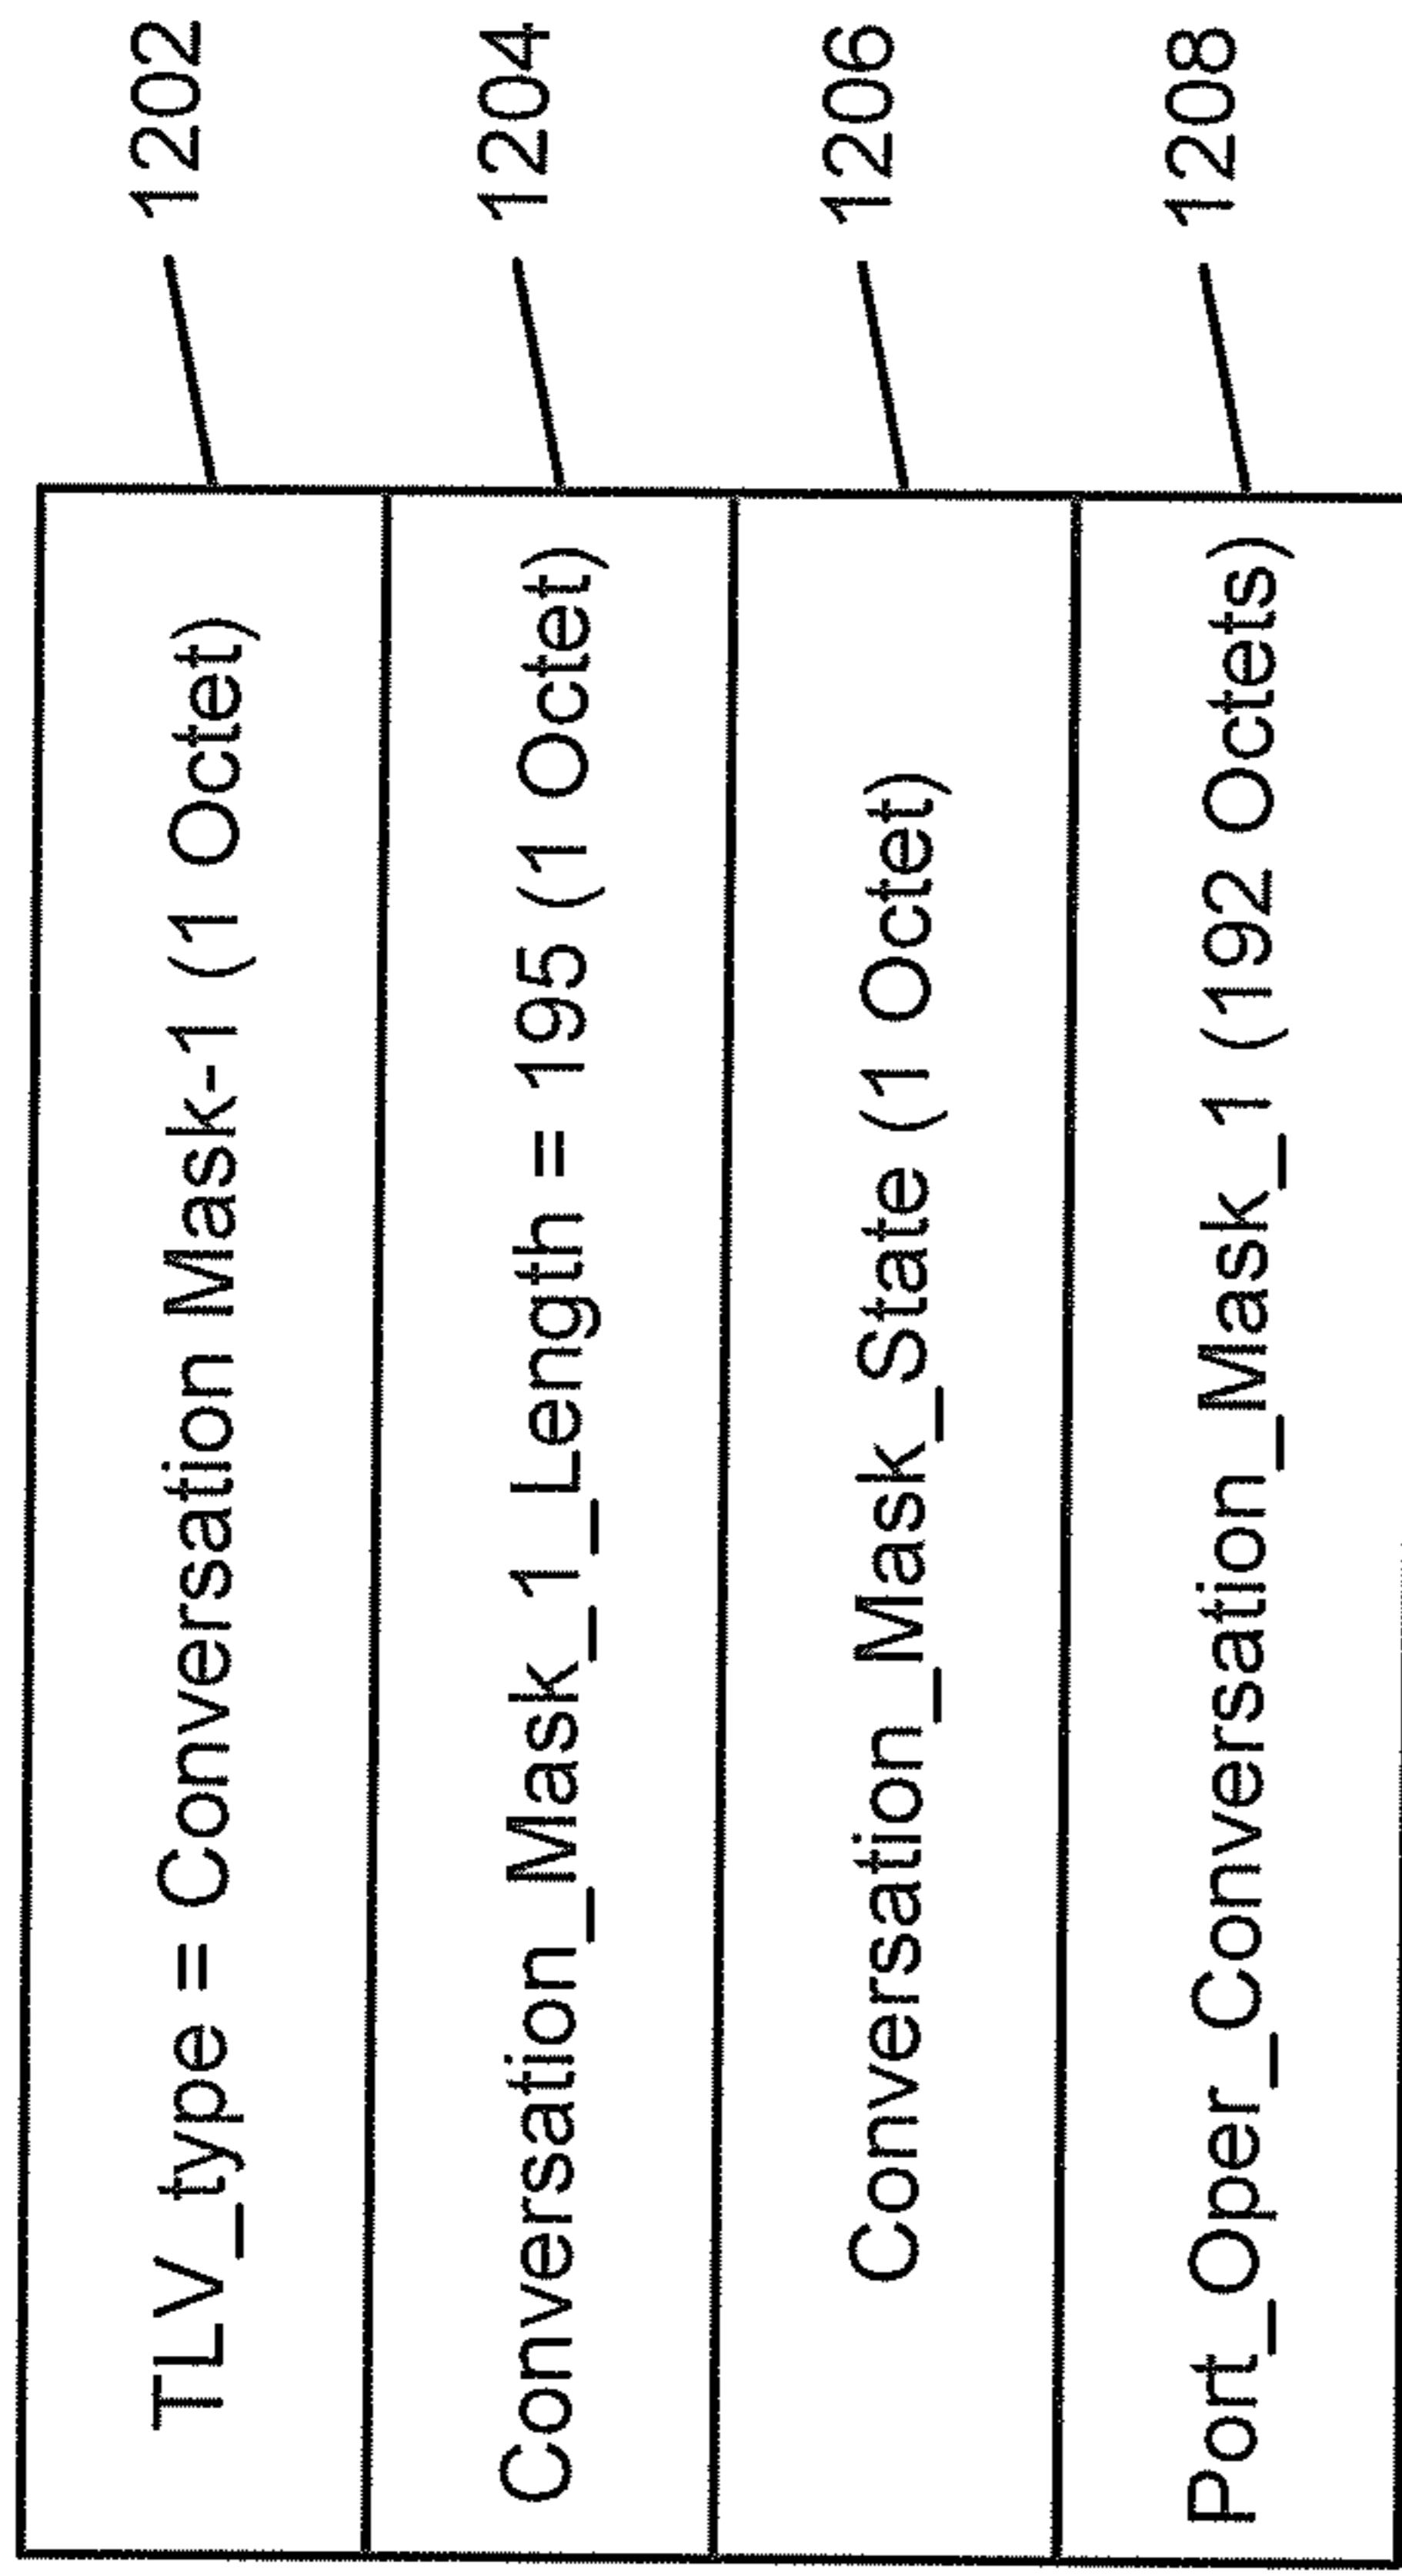 TLV_type = Conversation Mask-1 (1 Octet) 1202
Conversation_Mask_1_Length = 195 (1 Octet) 1204
Conversation_Mask_State (1 Octet) 1206
Port_Oper_Conversation_Mask_1 (192 Octets) 1208